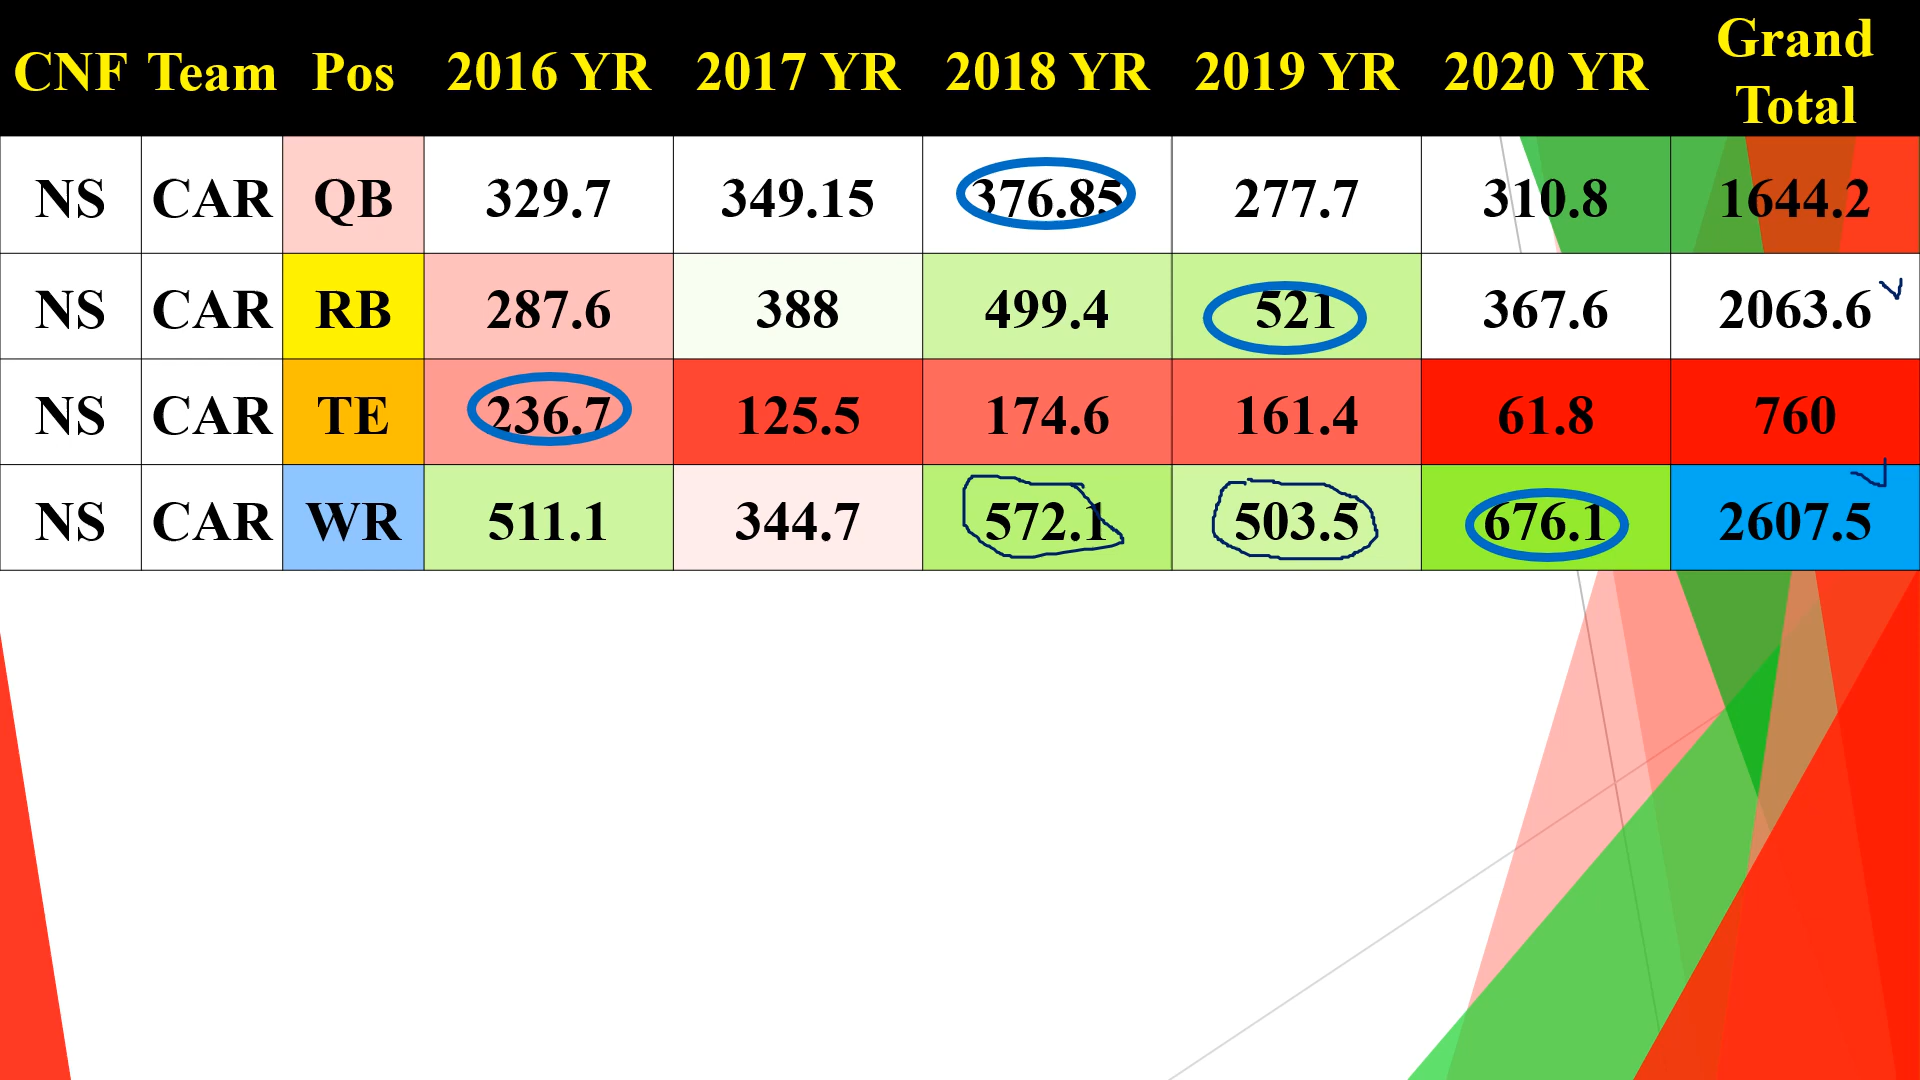 CNF Team Pos 2016 YR 2017 YR 2018 YR 2019 YR 2020 YR Grand Total
NS CAR QB 329.7 349.15 376.85 277.7 310.8 1644.2
NS CAR RB 287.6 388 499.4 521 367.6 2063.6
NS CAR TE 236.7 125.5 174.6 161.4 61.8 760
NS CAR WR 511.1 344.7 572.1 503.5 676.1 2607.5